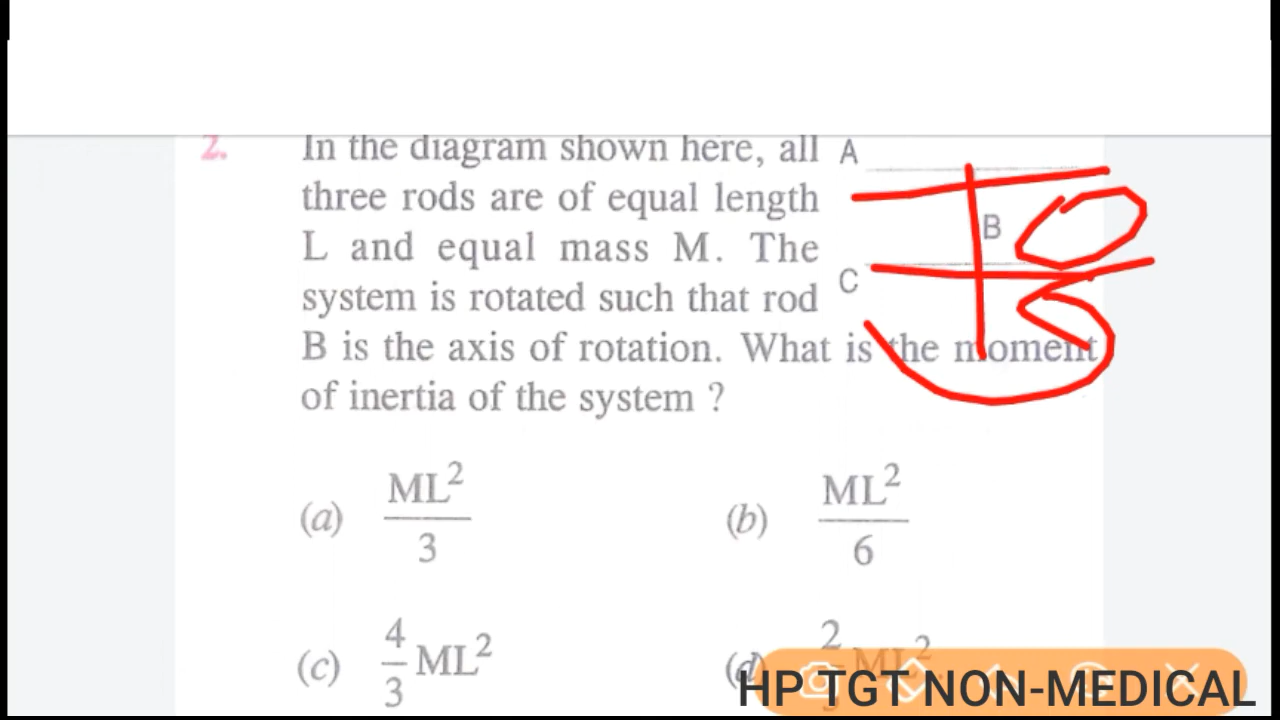 2. In the diagram shown here, all A
three rods are of equal length
B
L and equal mass M. The
system is rotated such that rod C
B is the axis of rotation. What is the moment
of inertia of the system ?
(a) ML²/3 (b) ML²/6
(c) 4/3 ML² (d) 2 ML²
HP TGT NON-MEDICAL